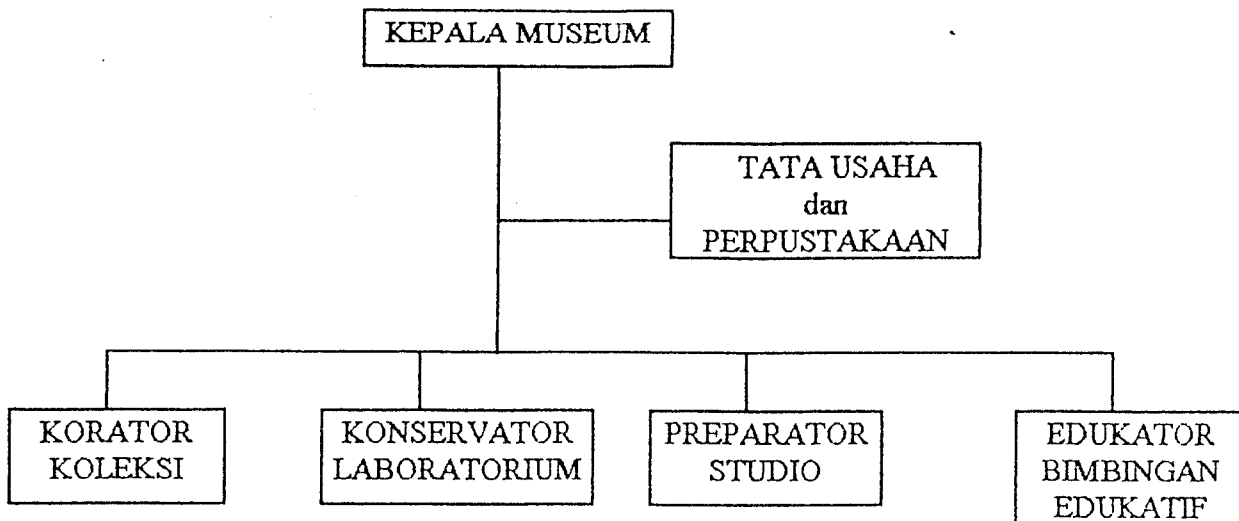 KEPALA MUSEUM
TATA USAHA
dan
PERPUSTAKAAN
KORATOR
KOLEKSI
KONSERVATOR
LABORATORIUM
PREPARATOR
STUDIO
EDUKATOR
BIMBINGAN
EDUKATIF